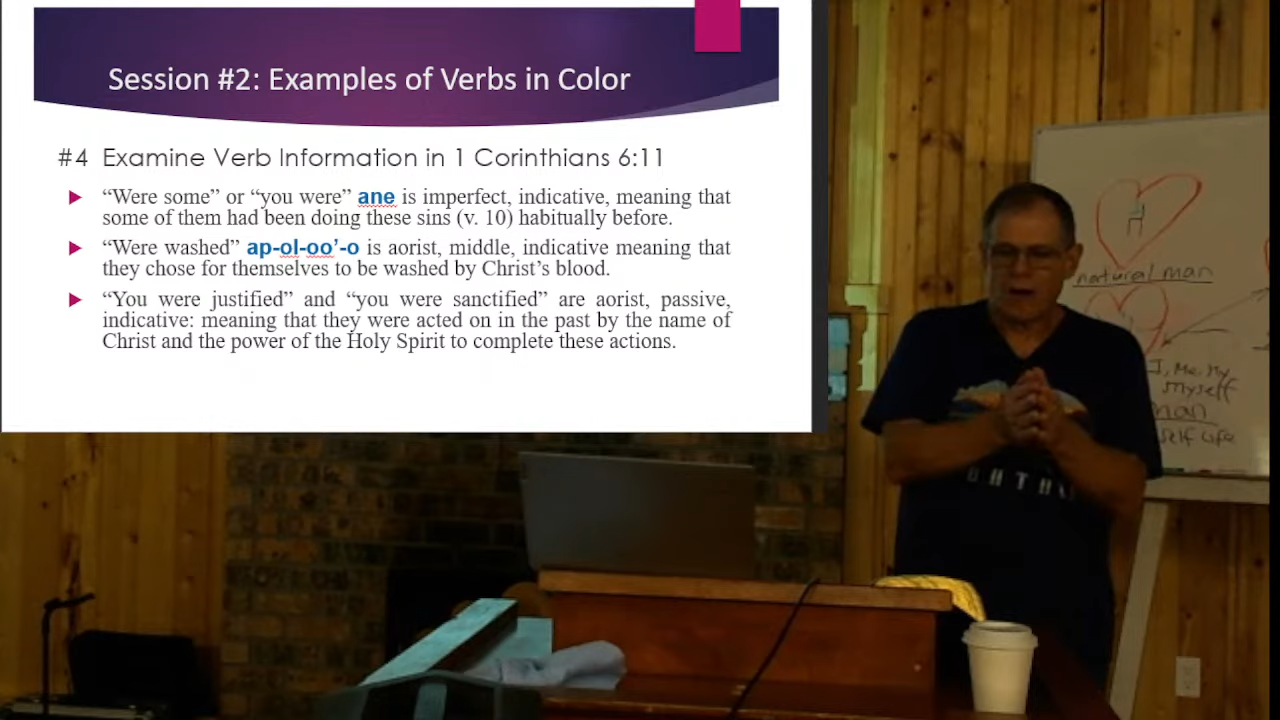 Session #2: Examples of Verbs in Color
#4 Examine Verb Information in 1 Corinthians 6:11
“Were some” or “you were” ane is imperfect, indicative, meaning that
some of them had been doing these sins (v. 10) habitually before.
“Were washed” ap-ol-oo’-o is aorist, middle, indicative meaning that
they chose for themselves to be washed by Christ’s blood.
“You were justified” and “you were sanctified” are aorist, passive,
indicative: meaning that they were acted on in the past by the name of
Christ and the power of the Holy Spirit to complete these actions.
H
natural man
I, Me, My
Myself
man
self life